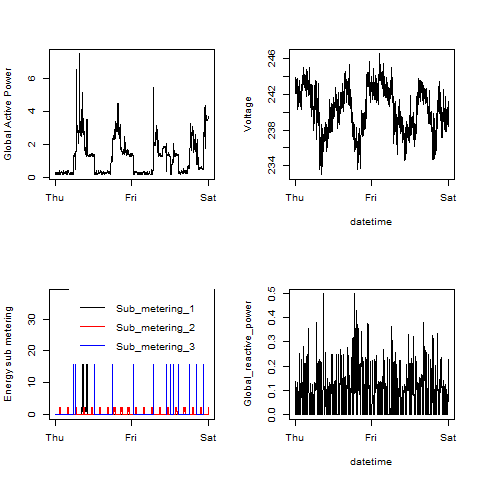 Global Active Power
6
4
2
0
Thu Fri Sat
Voltage
246
242
238
234
Thu Fri Sat
datetime
Energy sub metering
30
20
10
0
Sub_metering_1
Sub_metering_2
Sub_metering_3
Thu Fri Sat
Global_reactive_power
0.5
0.4
0.3
0.2
0.1
0.0
Thu Fri Sat
datetime